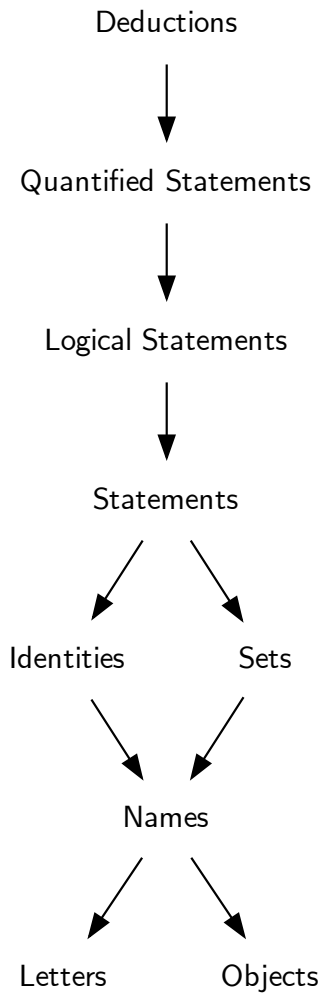 Deductions
Quantified Statements
Logical Statements
Statements
Identities
Sets
Names
Letters
Objects